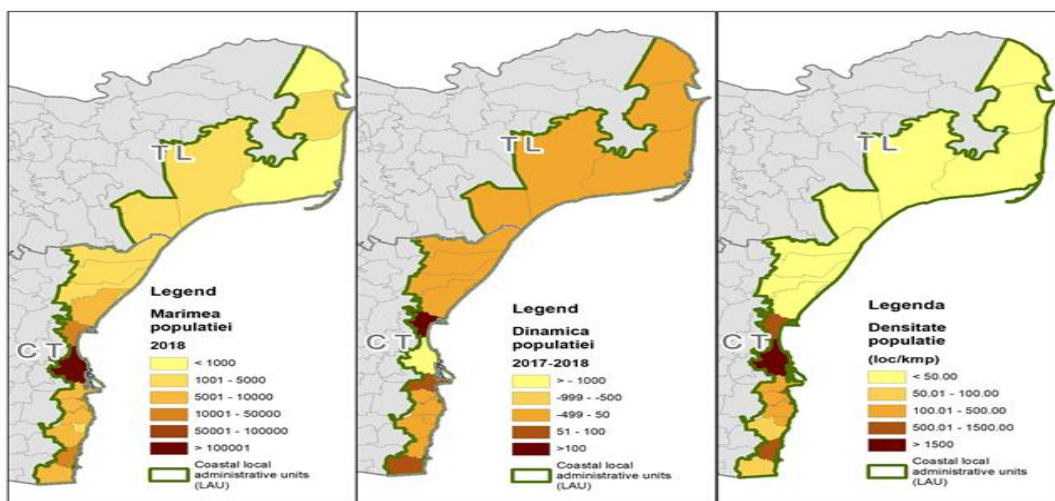 TL
CT
Legend
Marimea
populatiei
2018
< 1000
1001 - 5000
5001 - 10000
10001 - 50000
50001 - 100000
> 100001
Coastal local
administrative units
(LAU)
TL
CT
Legend
Dinamica
populatiei
2017-2018
> - 1000
-999 - -500
-499 - 50
51 - 100
>100
Coastal local
administrative units
(LAU)
TL
CT
Legenda
Densitate
populatie
(loc/kmp)
< 50.00
50.01 - 100.00
100.01 - 500.00
500.01 - 1500.00
> 1500
Coastal local
administrative units
(LAU)